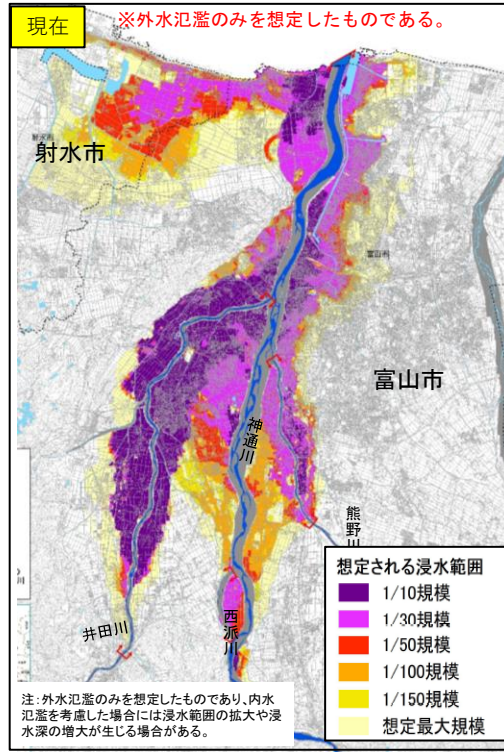 現在
※外水氾濫のみを想定したものである。
射水市
射水市
富山市
富山市
神通川
熊野川
井田川
西派川
想定される浸水範囲
1/10規模
1/30規模
1/50規模
1/100規模
1/150規模
想定最大規模
注:外水氾濫のみを想定したものであり、内水
氾濫を考慮した場合には浸水範囲の拡大や浸
水深の増大が生じる場合がある。